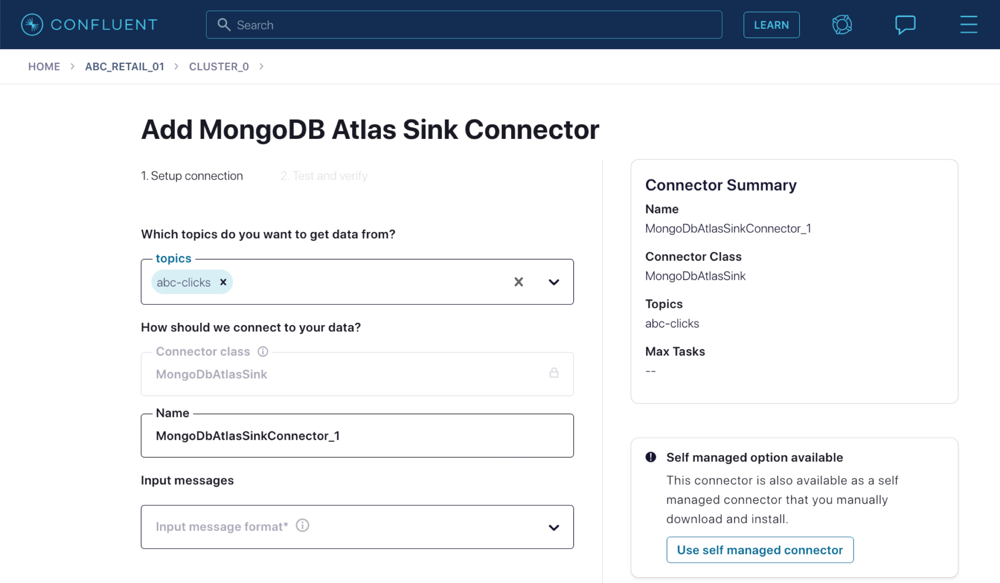 CONFLUENT
Search
LEARN
HOME > ABC_RETAIL_01 > CLUSTER_0 >
Add MongoDB Atlas Sink Connector
1. Setup connection
2. Test and verify
Which topics do you want to get data from?
topics
abc-clicks
How should we connect to your data?
Connector class
MongoDbAtlasSink
Name
MongoDbAtlasSinkConnector_1
Input messages
Input message format*
Connector Summary
Name
MongoDbAtlasSinkConnector_1
Connector Class
MongoDbAtlasSink
Topics
abc-clicks
Max Tasks
--
Self managed option available
This connector is also available as a self
managed connector that you manually
download and install.
Use self managed connector